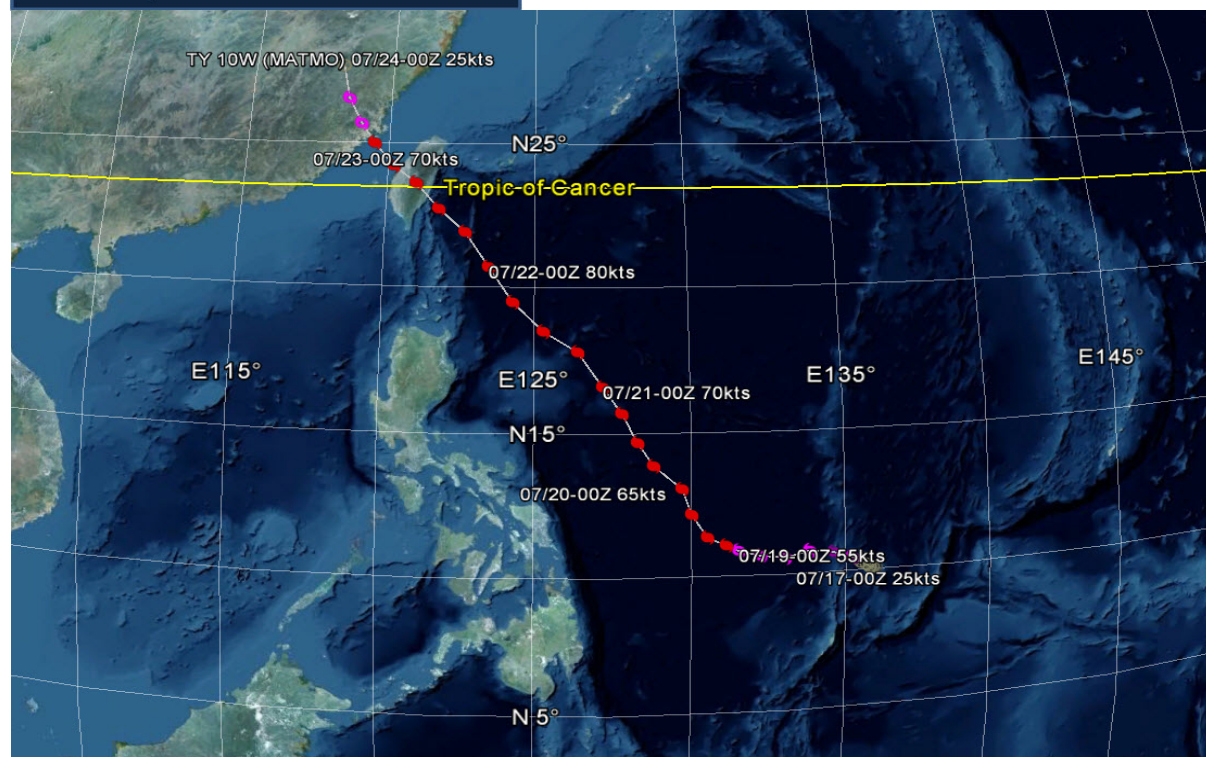 TY 10W (MATMO) 07/24-00Z 25kts
N25°
07/23-00Z 70kts
Tropic of Cancer
07/22-00Z 80kts
E115°
E125°
E135°
E145°
07/21-00Z 70kts
N15°
07/20-00Z 65kts
07/19-00Z 55kts
07/17-00Z 25kts
N 5°